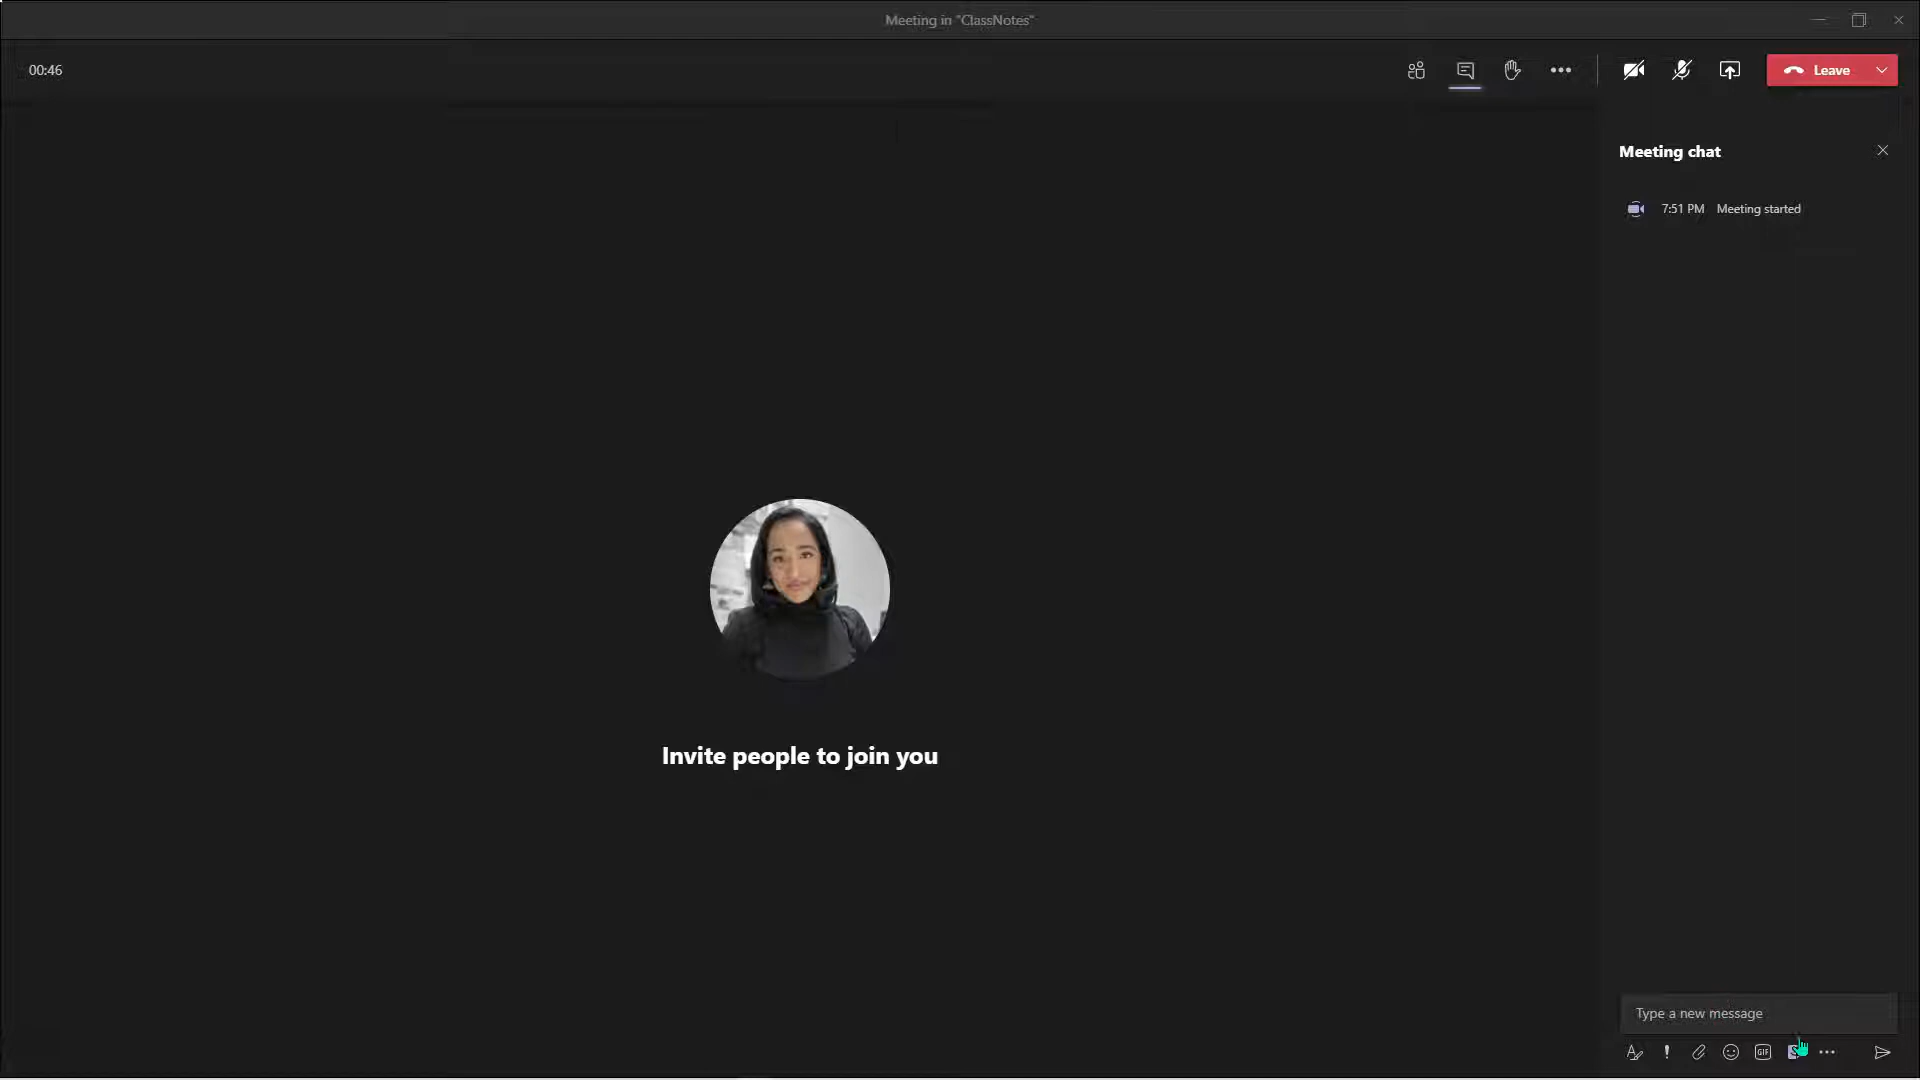 Meeting in "ClassNotes"
00:46
Leave
Meeting chat
7:51 PM Meeting started
Invite people to join you
Type a new message
GIF